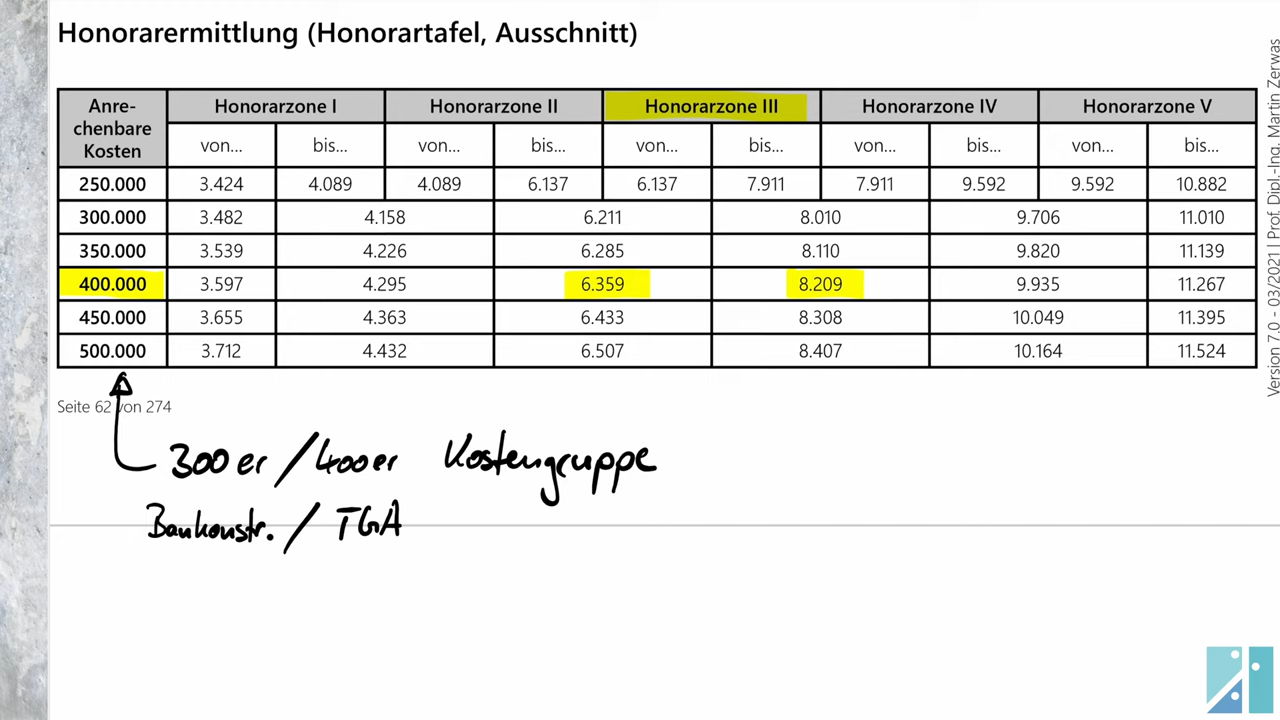 Honorarermittlung (Honorartafel, Ausschnitt)
Anre-
chenbare
Kosten
Honorarzone I Honorarzone II Honorarzone III Honorarzone IV Honorarzone V
von... bis... von... bis... von... bis... von... bis... von... bis...
250.000 3.424 4.089 4.089 6.137 6.137 7.911 7.911 9.592 9.592 10.882
300.000 3.482 4.158 6.211 8.010 9.706 11.010
350.000 3.539 4.226 6.285 8.110 9.820 11.139
400.000 3.597 4.295 6.359 8.209 9.935 11.267
450.000 3.655 4.363 6.433 8.308 10.049 11.395
500.000 3.712 4.432 6.507 8.407 10.164 11.524
Seite 62 von 274
300er / 400er Kostengruppe
Baukonstr. / TGA
Version 7.0 - 03/2021 | Prof. Dipl.-Ing. Martin Zerwas